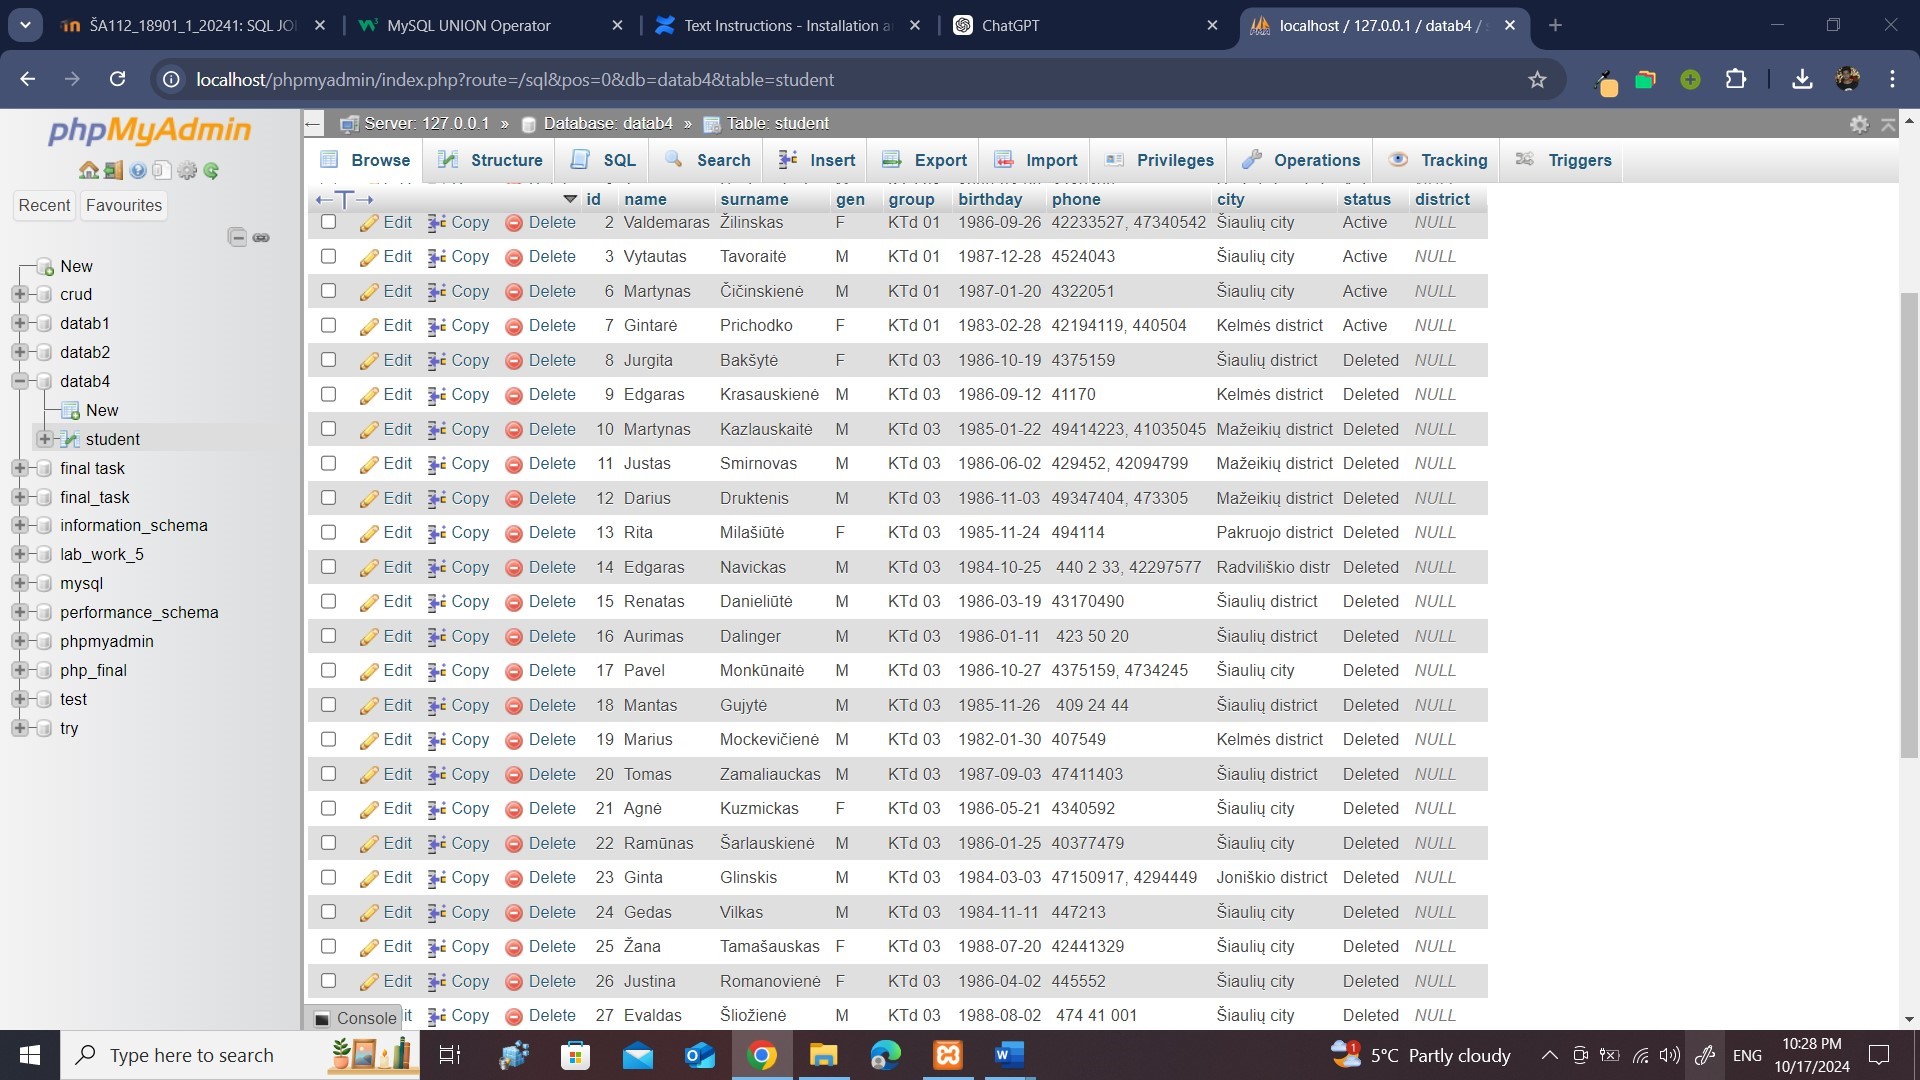 ŠA112_18901_1_20241: SQL JOI
MySQL UNION Operator
Text Instructions - Installation a
ChatGPT
localhost / 127.0.0.1 / datab4 / s
localhost/phpmyadmin/index.php?route=/sql&pos=0&db=datab4&table=student
phpMyAdmin
Recent Favourites
New
crud
datab1
datab2
datab4
New
student
final task
final_task
information_schema
lab_work_5
mysql
performance_schema
phpmyadmin
php_final
test
try
Server: 127.0.0.1 » Database: datab4 » Table: student
Browse Structure SQL Search Insert Export Import Privileges Operations Tracking Triggers
id name surname gen group birthday phone city status district
Edit Copy Delete 2 Valdemaras Žilinskas F KTd 01 1986-09-26 42233527, 47340542 Šiaulių city Active NULL
Edit Copy Delete 3 Vytautas Tavoraitė M KTd 01 1987-12-28 4524043 Šiaulių city Active NULL
Edit Copy Delete 6 Martynas Čičinskienė M KTd 01 1987-01-20 4322051 Šiaulių city Active NULL
Edit Copy Delete 7 Gintarė Prichodko F KTd 01 1983-02-28 42194119, 440504 Kelmės district Active NULL
Edit Copy Delete 8 Jurgita Bakšytė F KTd 03 1986-10-19 4375159 Šiaulių district Deleted NULL
Edit Copy Delete 9 Edgaras Krasauskienė M KTd 03 1986-09-12 41170 Kelmės district Deleted NULL
Edit Copy Delete 10 Martynas Kazlauskaitė M KTd 03 1985-01-22 49414223, 41035045 Mažeikių district Deleted NULL
Edit Copy Delete 11 Justas Smirnovas M KTd 03 1986-06-02 429452, 42094799 Mažeikių district Deleted NULL
Edit Copy Delete 12 Darius Druktenis M KTd 03 1986-11-03 49347404, 473305 Mažeikių district Deleted NULL
Edit Copy Delete 13 Rita Milašiūtė F KTd 03 1985-11-24 494114 Pakruojo district Deleted NULL
Edit Copy Delete 14 Edgaras Navickas M KTd 03 1984-10-25 440 2 33, 42297577 Radviliškio distr Deleted NULL
Edit Copy Delete 15 Renatas Danieliūtė M KTd 03 1986-03-19 43170490 Šiaulių district Deleted NULL
Edit Copy Delete 16 Aurimas Dalinger M KTd 03 1986-01-11 423 50 20 Šiaulių district Deleted NULL
Edit Copy Delete 17 Pavel Monkūnaitė M KTd 03 1986-10-27 4375159, 4734245 Šiaulių city Deleted NULL
Edit Copy Delete 18 Mantas Gujytė M KTd 03 1985-11-26 409 24 44 Šiaulių district Deleted NULL
Edit Copy Delete 19 Marius Mockevičienė M KTd 03 1982-01-30 407549 Kelmės district Deleted NULL
Edit Copy Delete 20 Tomas Zamaliauckas M KTd 03 1987-09-03 47411403 Šiaulių district Deleted NULL
Edit Copy Delete 21 Agnė Kuzmickas F KTd 03 1986-05-21 4340592 Šiaulių city Deleted NULL
Edit Copy Delete 22 Ramūnas Šarlauskienė M KTd 03 1986-01-25 40377479 Šiaulių city Deleted NULL
Edit Copy Delete 23 Ginta Glinskis M KTd 03 1984-03-03 47150917, 4294449 Joniškio district Deleted NULL
Edit Copy Delete 24 Gedas Vilkas M KTd 03 1984-11-11 447213 Šiaulių city Deleted NULL
Edit Copy Delete 25 Žana Tamašauskas F KTd 03 1988-07-20 42441329 Šiaulių city Deleted NULL
Edit Copy Delete 26 Justina Romanovienė F KTd 03 1986-04-02 445552 Šiaulių city Deleted NULL
Console it Copy Delete 27 Evaldas Šliožienė M KTd 03 1988-08-02 474 41 001 Šiaulių city Deleted NULL
Type here to search
1 5°C Partly cloudy
ENG
10:28 PM
10/17/2024